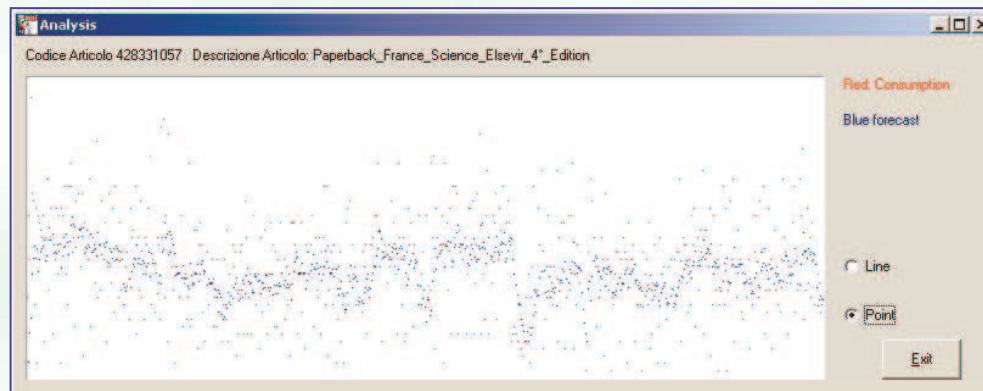 Analysis
Codice Articolo 428331057 Descrizione Articolo: Paperback_France_Science_Elsevir_4°_Edition
Red: Consumption
Blue forecast
Line
Point
Exit